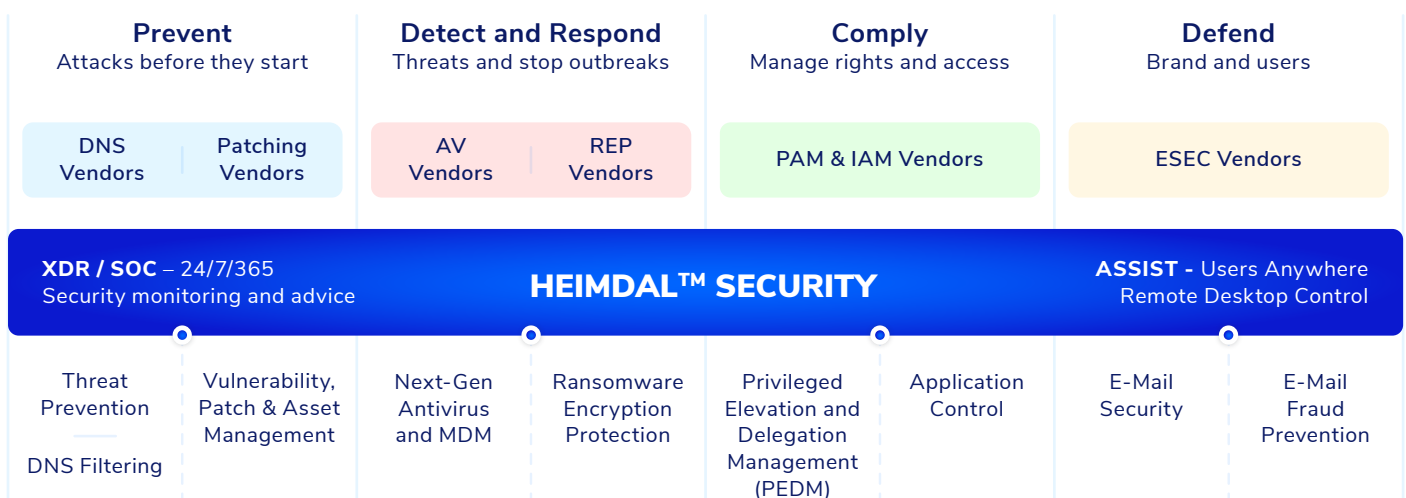 Prevent
Attacks before they start
Detect and Respond
Threats and stop outbreaks
Comply
Manage rights and access
Defend
Brand and users
DNS
Vendors
Patching
Vendors
AV
Vendors
REP
Vendors
PAM & IAM Vendors
ESEC Vendors
XDR / SOC – 24/7/365
Security monitoring and advice
HEIMDAL™ SECURITY
ASSIST - Users Anywhere
Remote Desktop Control
Threat
Prevention
DNS Filtering
Vulnerability,
Patch & Asset
Management
Next-Gen
Antivirus
and MDM
Ransomware
Encryption
Protection
Privileged
Elevation and
Delegation
Management
(PEDM)
Application
Control
E-Mail
Security
E-Mail
Fraud
Prevention